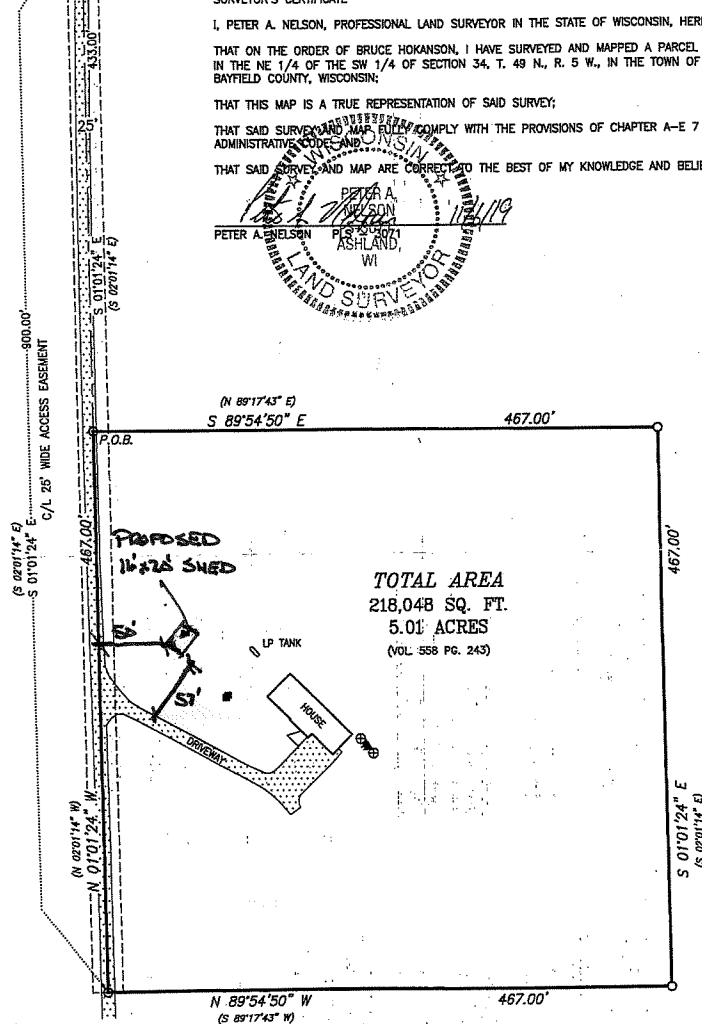 SURVEYOR'S CERTIFICATE
I, PETER A. NELSON, PROFESSIONAL LAND SURVEYOR IN THE STATE OF WISCONSIN, HERE
THAT ON THE ORDER OF BRUCE HOKANSON, I HAVE SURVEYED AND MAPPED A PARCEL
IN THE NE 1/4 OF THE SW 1/4 OF SECTION 34, T. 49 N., R. 5 W., IN THE TOWN OF
BAYFIELD COUNTY, WISCONSIN;
THAT THIS MAP IS A TRUE REPRESENTATION OF SAID SURVEY;
THAT SAID SURVEY AND MAP FULLY COMPLY WITH THE PROVISIONS OF CHAPTER A-E 7
ADMINISTRATIVE CODE; AND
THAT SAID SURVEY AND MAP ARE CORRECT TO THE BEST OF MY KNOWLEDGE AND BELIE
WISCONSIN
PETER A.
NELSON
ASHLAND,
WI
LAND SURVEYOR
PETER A. NELSON PLS 3071
433.00'
25'
S 01°01'24" E
(S 02°01'14" E)
900.00'
C/L 25' WIDE ACCESS EASEMENT
(S 02°01'14" E)
S 01°01'24" E
(N 89°17'43" E)
S 89°54'50" E 467.00'
P.O.B.
467.00'
467.00'
PROPOSED
SHED
TOTAL AREA
218,048 SQ. FT.
5.01 ACRES
(VOL. 558 PG. 243)
LP TANK
57'
HOUSE
DRIVEWAY
(N 02°01'14" W)
N 01°01'24" W
S 01°01'24" E
(S 02°01'14" E)
N 89°54'50" W 467.00'
(S 89°17'43" W)